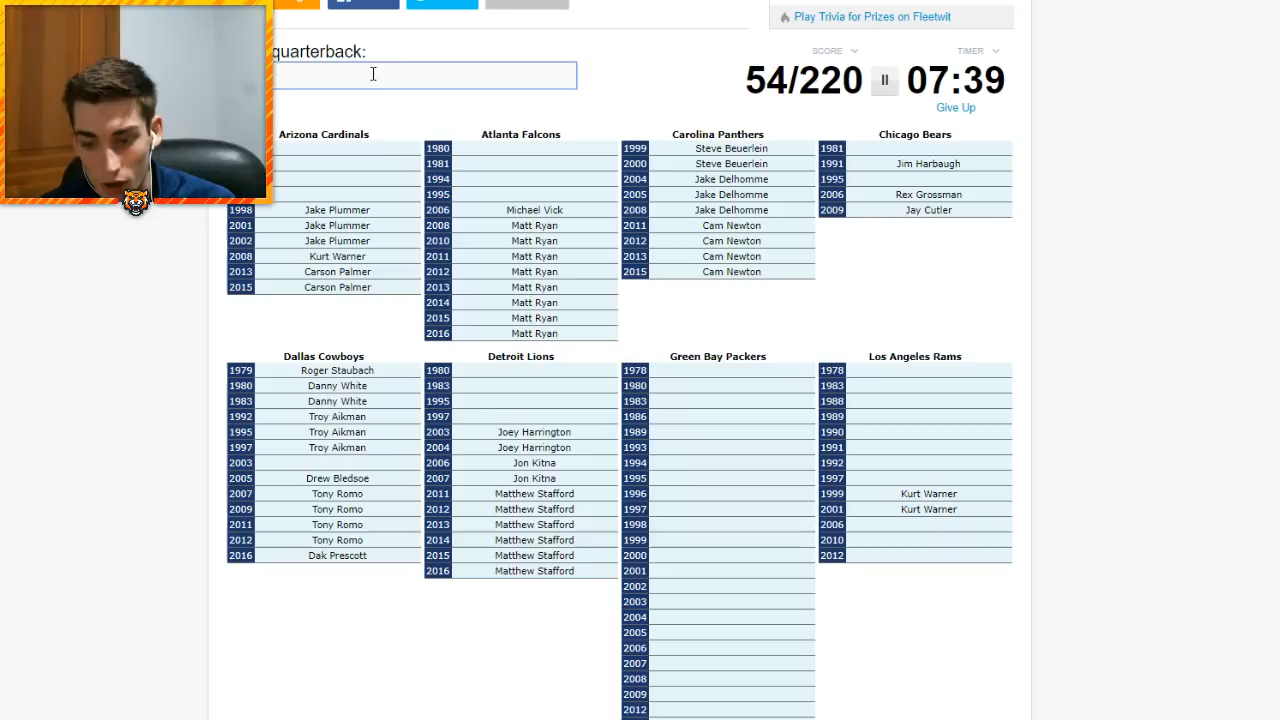 Play Trivia for Prizes on Fleetwit
quarterback:
SCORE
TIMER
54/220
07:39
Give Up
Arizona Cardinals
1998 Jake Plummer
2001 Jake Plummer
2002 Jake Plummer
2008 Kurt Warner
2013 Carson Palmer
2015 Carson Palmer
Atlanta Falcons
1980
1981
1994
1995
2006 Michael Vick
2008 Matt Ryan
2010 Matt Ryan
2011 Matt Ryan
2012 Matt Ryan
2013 Matt Ryan
2014 Matt Ryan
2015 Matt Ryan
2016 Matt Ryan
Carolina Panthers
1999 Steve Beuerlein
2000 Steve Beuerlein
2004 Jake Delhomme
2005 Jake Delhomme
2008 Jake Delhomme
2011 Cam Newton
2012 Cam Newton
2013 Cam Newton
2015 Cam Newton
Chicago Bears
1981
1991 Jim Harbaugh
1995
2006 Rex Grossman
2009 Jay Cutler
Dallas Cowboys
1979 Roger Staubach
1980 Danny White
1983 Danny White
1992 Troy Aikman
1995 Troy Aikman
1997 Troy Aikman
2003
2005 Drew Bledsoe
2007 Tony Romo
2009 Tony Romo
2011 Tony Romo
2012 Tony Romo
2016 Dak Prescott
Detroit Lions
1980
1983
1995
1997
2003 Joey Harrington
2004 Joey Harrington
2006 Jon Kitna
2007 Jon Kitna
2011 Matthew Stafford
2012 Matthew Stafford
2013 Matthew Stafford
2014 Matthew Stafford
2015 Matthew Stafford
2016 Matthew Stafford
Green Bay Packers
1978
1980
1983
1986
1989
1993
1994
1995
1996
1997
1998
1999
2000
2001
2002
2003
2004
2005
2006
2007
2008
2009
2012
Los Angeles Rams
1978
1983
1988
1989
1990
1991
1992
1997
1999 Kurt Warner
2001 Kurt Warner
2006
2010
2012